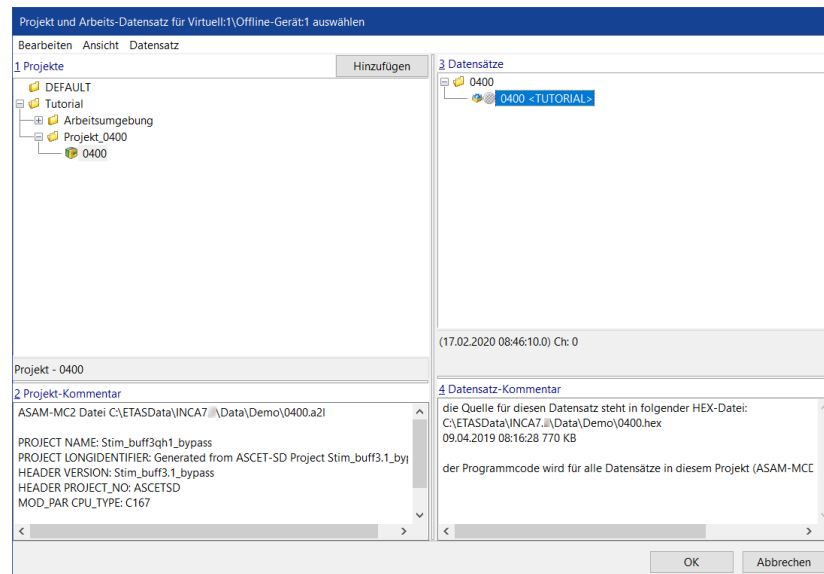 Projekt und Arbeits-Datensatz für Virtuell:1\Offline-Gerät:1 auswählen
Bearbeiten Ansicht Datensatz
1 Projekte
Hinzufügen
DEFAULT
Tutorial
Arbeitsumgebung
Projekt_0400
0400
Projekt - 0400
2 Projekt-Kommentar
ASAM-MC2 Datei C:\ETASData\INCA7. \Data\Demo\0400.a2l
PROJECT NAME: Stim_buff3qh1_bypass
PROJECT LONGIDENTIFIER: Generated from ASCET-SD Project Stim_buff3.1_byp
HEADER VERSION: Stim_buff3.1_bypass
HEADER PROJECT_NO: ASCETSD
MOD_PAR CPU_TYPE: C167
3 Datensätze
0400
0400 <TUTORIAL>
(17.02.2020 08:46:10.0) Ch: 0
4 Datensatz-Kommentar
die Quelle für diesen Datensatz steht in folgender HEX-Datei:
C:\ETASData\INCA7. \Data\Demo\0400.hex
09.04.2019 08:16:28 770 KB
der Programmcode wird für alle Datensätze in diesem Projekt (ASAM-MCD
OK
Abbrechen